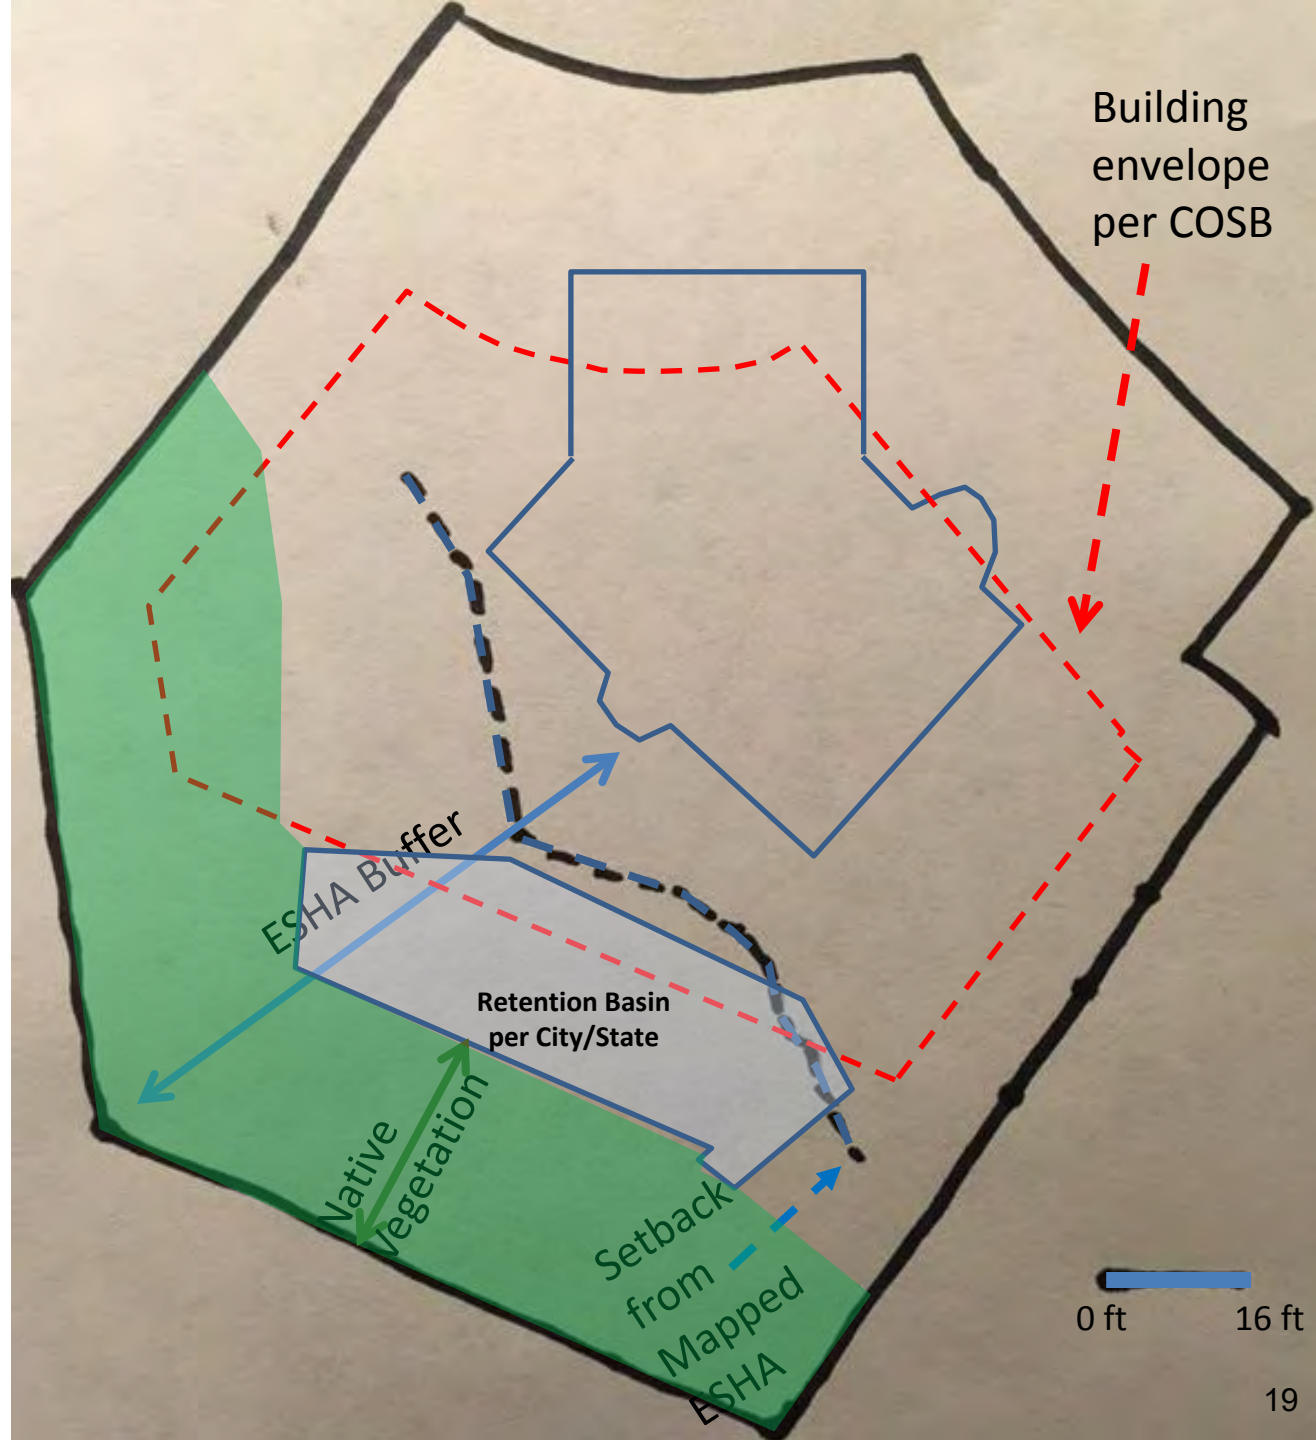 Building
envelope
per COSB
ESHA Buffer
Retention Basin
per City/State
Native
Vegetation
Setback
from
Mapped
ESHA
0 ft 16 ft
19